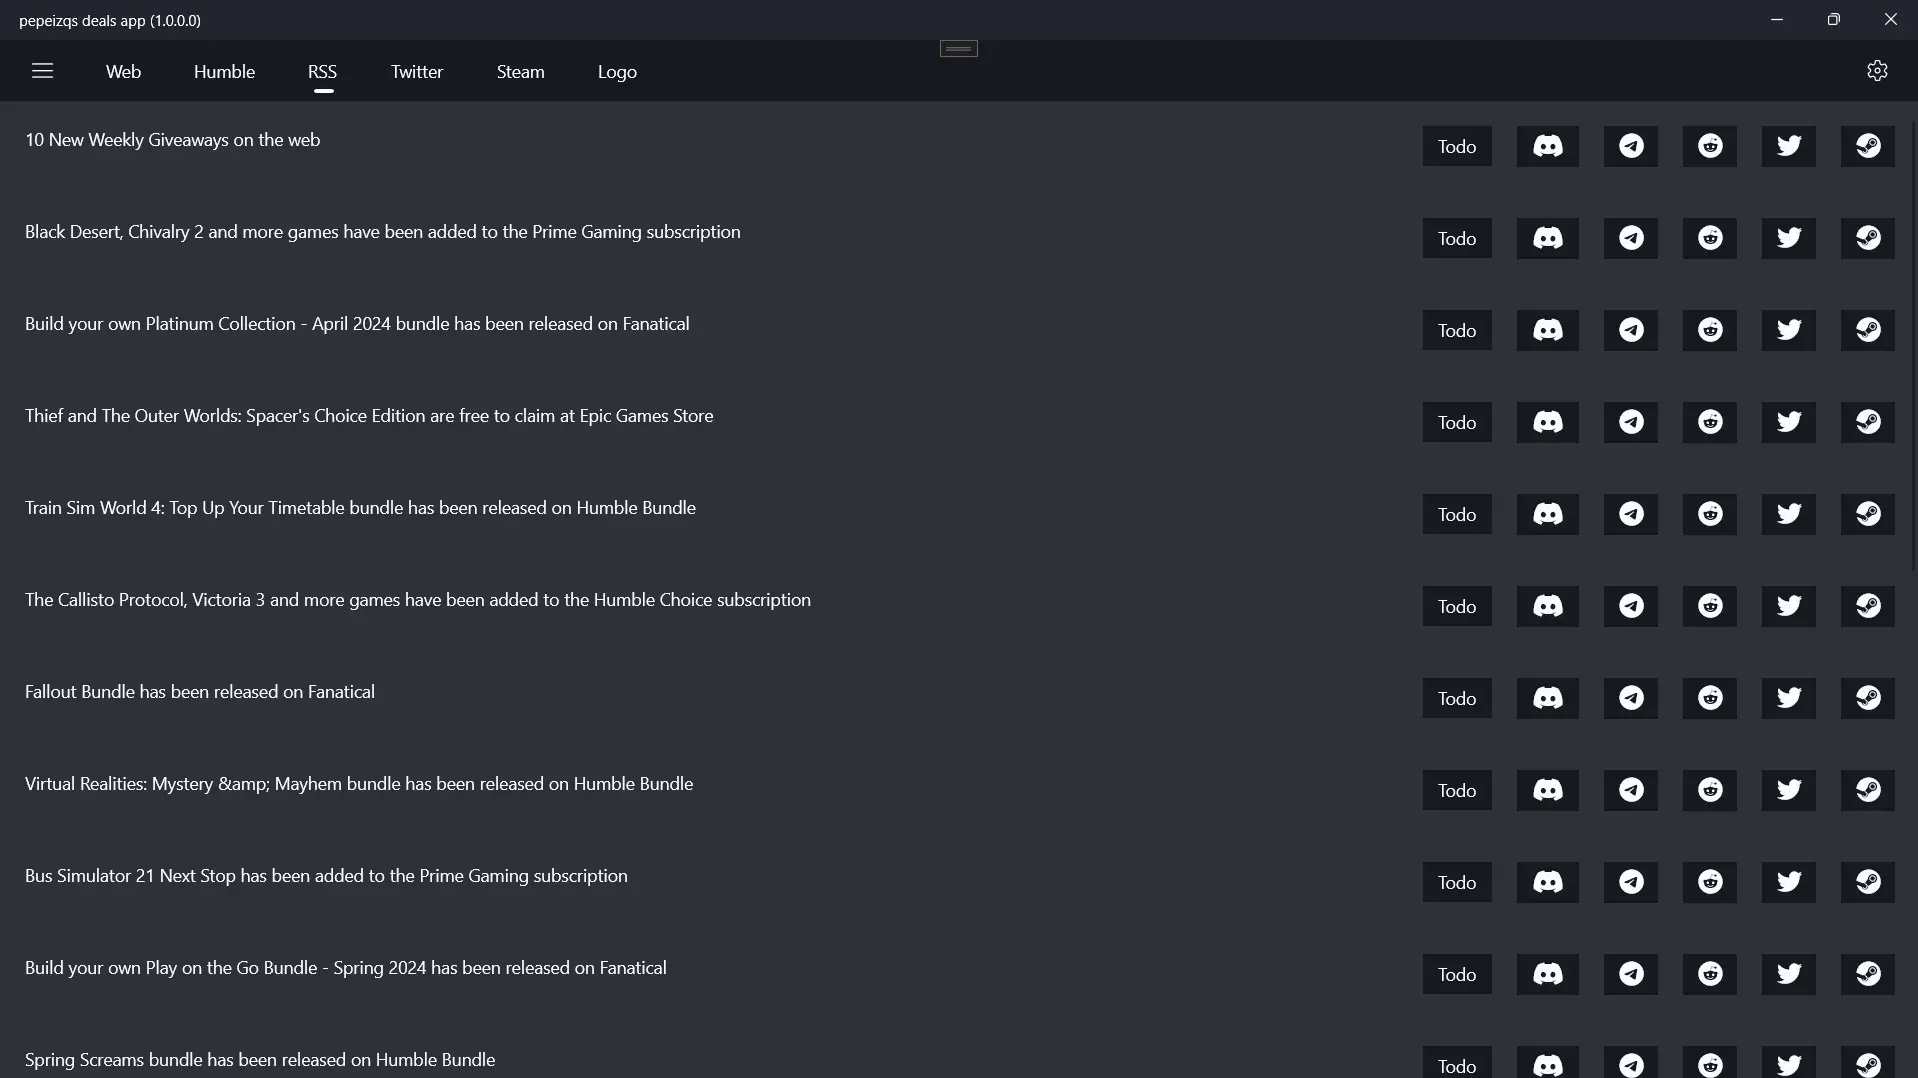 pepeizqs deals app (1.0.0.0)
Web Humble RSS Twitter Steam Logo
10 New Weekly Giveaways on the web Todo
Black Desert, Chivalry 2 and more games have been added to the Prime Gaming subscription Todo
Build your own Platinum Collection - April 2024 bundle has been released on Fanatical Todo
Thief and The Outer Worlds: Spacer's Choice Edition are free to claim at Epic Games Store Todo
Train Sim World 4: Top Up Your Timetable bundle has been released on Humble Bundle Todo
The Callisto Protocol, Victoria 3 and more games have been added to the Humble Choice subscription Todo
Fallout Bundle has been released on Fanatical Todo
Virtual Realities: Mystery &amp; Mayhem bundle has been released on Humble Bundle Todo
Bus Simulator 21 Next Stop has been added to the Prime Gaming subscription Todo
Build your own Play on the Go Bundle - Spring 2024 has been released on Fanatical Todo
Spring Screams bundle has been released on Humble Bundle Todo